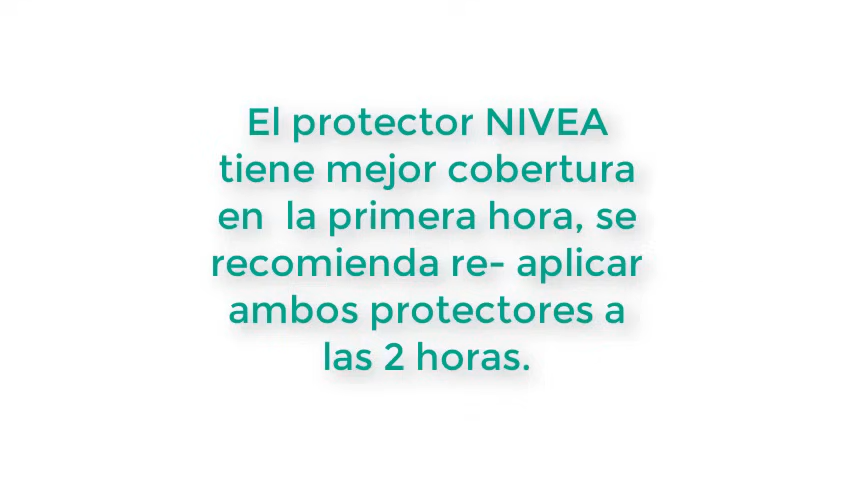 El protector NIVEA
tiene mejor cobertura
en  la primera hora, se
recomienda re- aplicar
ambos protectores a
las 2 horas.